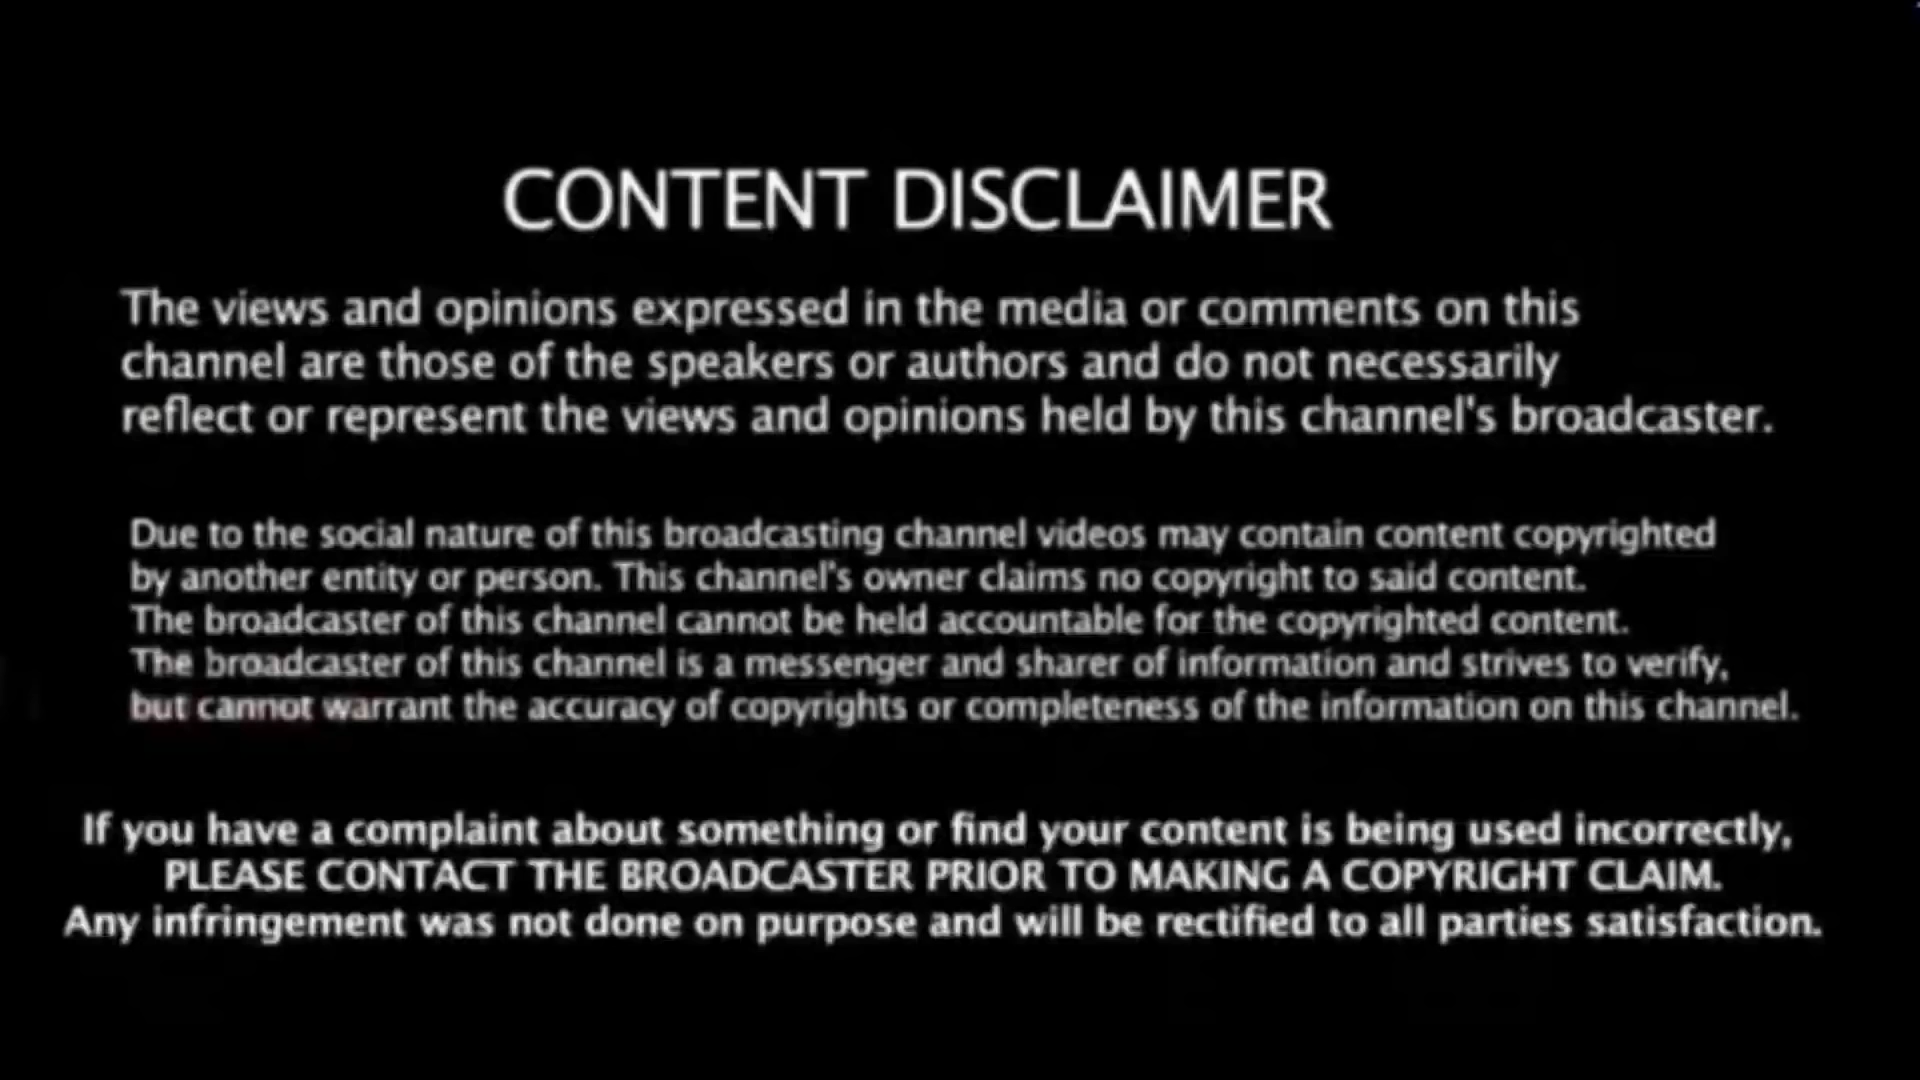 CONTENT DISCLAIMER
The views and opinions expressed in the media or comments on this
channel are those of the speakers or authors and do not necessarily
reflect or represent the views and opinions held by this channel's broadcaster.
Due to the social nature of this broadcasting channel videos may contain content copyrighted
by another entity or person. This channel's owner claims no copyright to said content.
The broadcaster of this channel cannot be held accountable for the copyrighted content.
The broadcaster of this channel is a messenger and sharer of information and strives to verify,
but cannot warrant the accuracy of copyrights or completeness of the information on this channel.
If you have a complaint about something or find your content is being used incorrectly,
PLEASE CONTACT THE BROADCASTER PRIOR TO MAKING A COPYRIGHT CLAIM.
Any infringement was not done on purpose and will be rectified to all parties satisfaction.